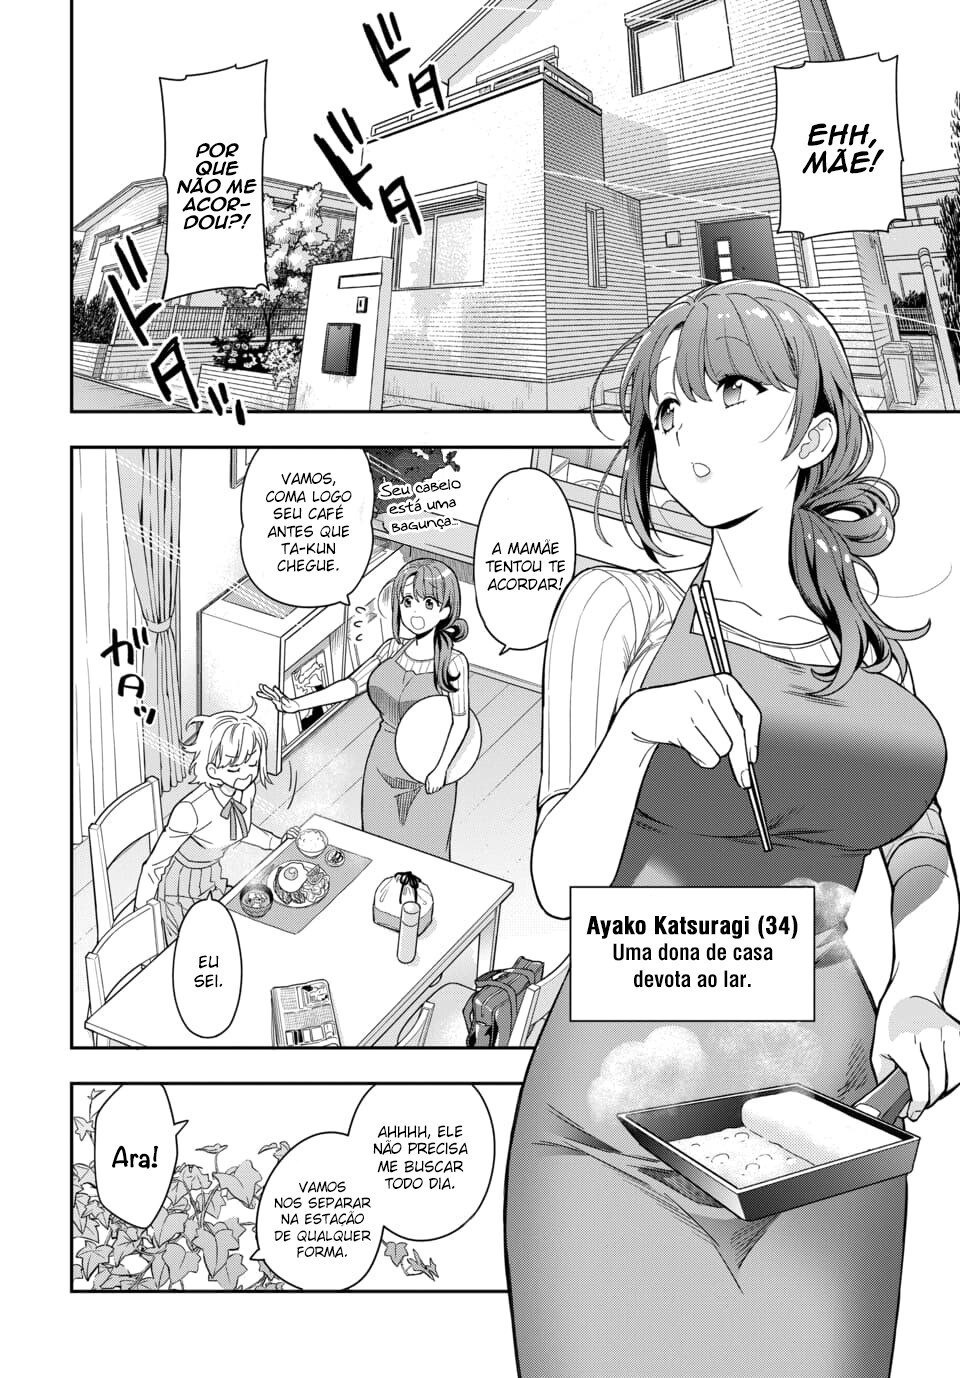 EHH,
MÃE!
POR
QUE
NÃO ME
ACOR-
DOU?!
ドタ
ドタ
ドタ
A MAMÃE
TENTOU TE
ACORDAR!
Seu cabelo
está uma
bagunça...
VAMOS,
COMA LOGO
SEU CAFÉ
ANTES QUE
TA-KUN
CHEGUE.
ガタッ
EU
SEI.
Ayako Katsuragi (34)
Uma dona de casa
devota ao lar.
AHHHH, ELE
NÃO PRECISA
ME BUSCAR
TODO DIA.
VAMOS
NOS SEPARAR
NA ESTAÇÃO
DE QUALQUER
FORMA.
Ara!